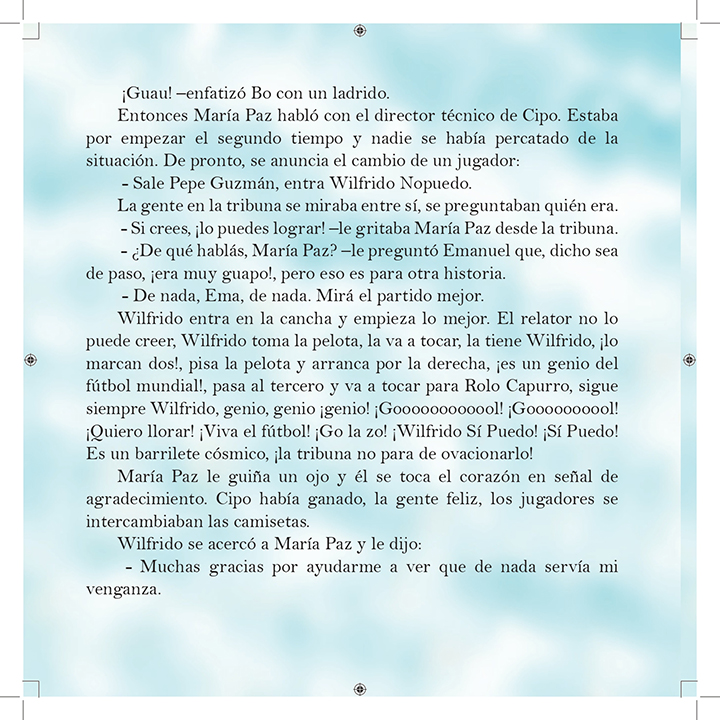 ¡Guau! –enfatizó Bo con un ladrido.
Entonces María Paz habló con el director técnico de Cipo. Estaba
por empezar el segundo tiempo y nadie se había percatado de la
situación. De pronto, se anuncia el cambio de un jugador:
- Sale Pepe Guzmán, entra Wilfrido Nopuedo.
La gente en la tribuna se miraba entre sí, se preguntaban quién era.
- Si crees, ¡lo puedes lograr! –le gritaba María Paz desde la tribuna.
- ¿De qué hablás, María Paz? –le preguntó Emanuel que, dicho sea
de paso, ¡era muy guapo!, pero eso es para otra historia.
- De nada, Ema, de nada. Mirá el partido mejor.
Wilfrido entra en la cancha y empieza lo mejor. El relator no lo
puede creer, Wilfrido toma la pelota, la va a tocar, la tiene Wilfrido, ¡lo
marcan dos!, pisa la pelota y arranca por la derecha, ¡es un genio del
fútbol mundial!, pasa al tercero y va a tocar para Rolo Capurro, sigue
siempre Wilfrido, genio, genio ¡genio! ¡Gooooooooooool! ¡Goooooooool!
¡Quiero llorar! ¡Viva el fútbol! ¡Go la zo! ¡Wilfrido Sí Puedo! ¡Sí Puedo!
Es un barrilete cósmico, ¡la tribuna no para de ovacionarlo!
María Paz le guiña un ojo y él se toca el corazón en señal de
agradecimiento. Cipo había ganado, la gente feliz, los jugadores se
intercambiaban las camisetas.
Wilfrido se acercó a María Paz y le dijo:
- Muchas gracias por ayudarme a ver que de nada servía mi
venganza.